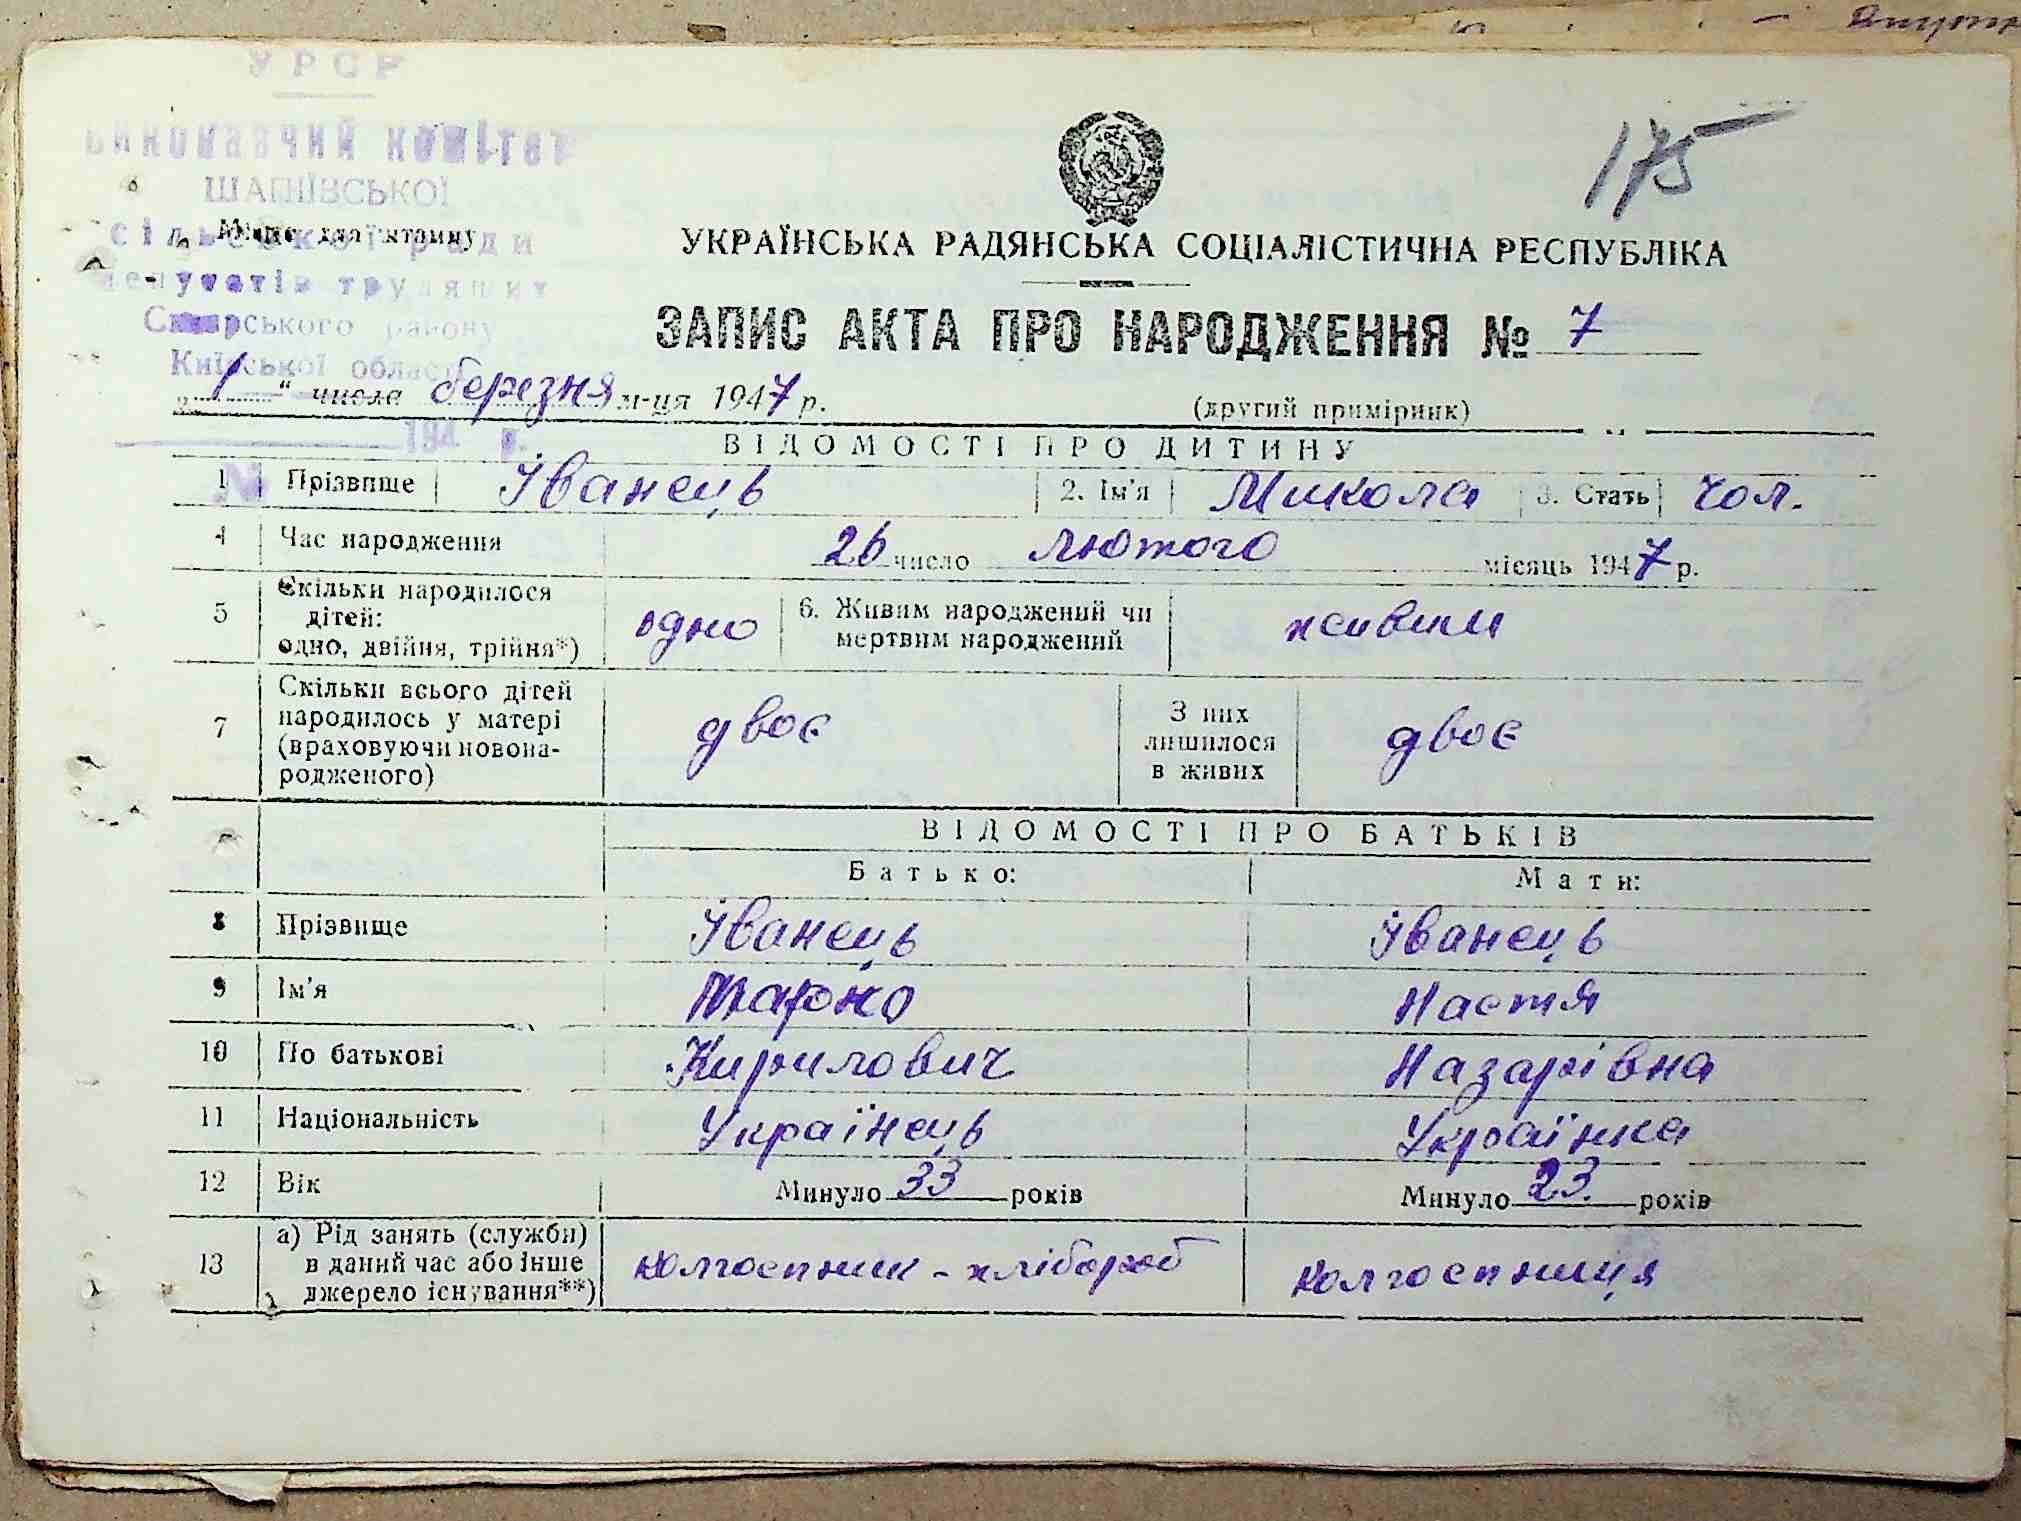 УРСР
виконавчий комітет
ШАПІЇВСЬКОЇ
сільської ради
депутатів трудящих
Сквирського району
Київської області
194 р.
№
Місце для штампу
175
УКРАЇНСЬКА РАДЯНСЬКА СОЦІАЛІСТИЧНА РЕСПУБЛІКА
ЗАПИС АКТА ПРО НАРОДЖЕННЯ № 7
„1“ числа березня м-ця 1947 р.
(другий примірник)
ВІДОМОСТІ ПРО ДИТИНУ
1 Прізвище Іванець 2. Ім'я Микола 3. Стать чол.
4 Час народження 26 число лютого місяць 1947 р.
5 Скільки народилося дітей: одно, двійня, трійня*) одно 6. Живим народжений чи мертвим народжений живим
7 Скільки всього дітей народилось у матері (враховуючи новонародженого) двоє З них лишилося в живих двоє
ВІДОМОСТІ ПРО БАТЬКІВ
Батько: Мати:
8 Прізвище Іванець Іванець
9 Ім'я Марко Настя
10 По батькові Кирилович Назарівна
11 Національність Українець Українка
12 Вік Минуло 33 років Минуло 23 років
13 а) Рід занять (служби) в даний час або інше джерело існування**) колгоспник - хлібороб колгоспниця